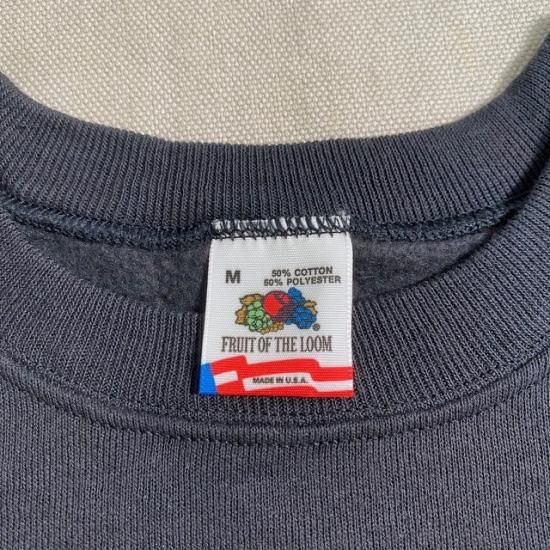 M
50% COTTON
50% POLYESTER
®
FRUIT OF THE LOOM
MADE IN U.S.A.